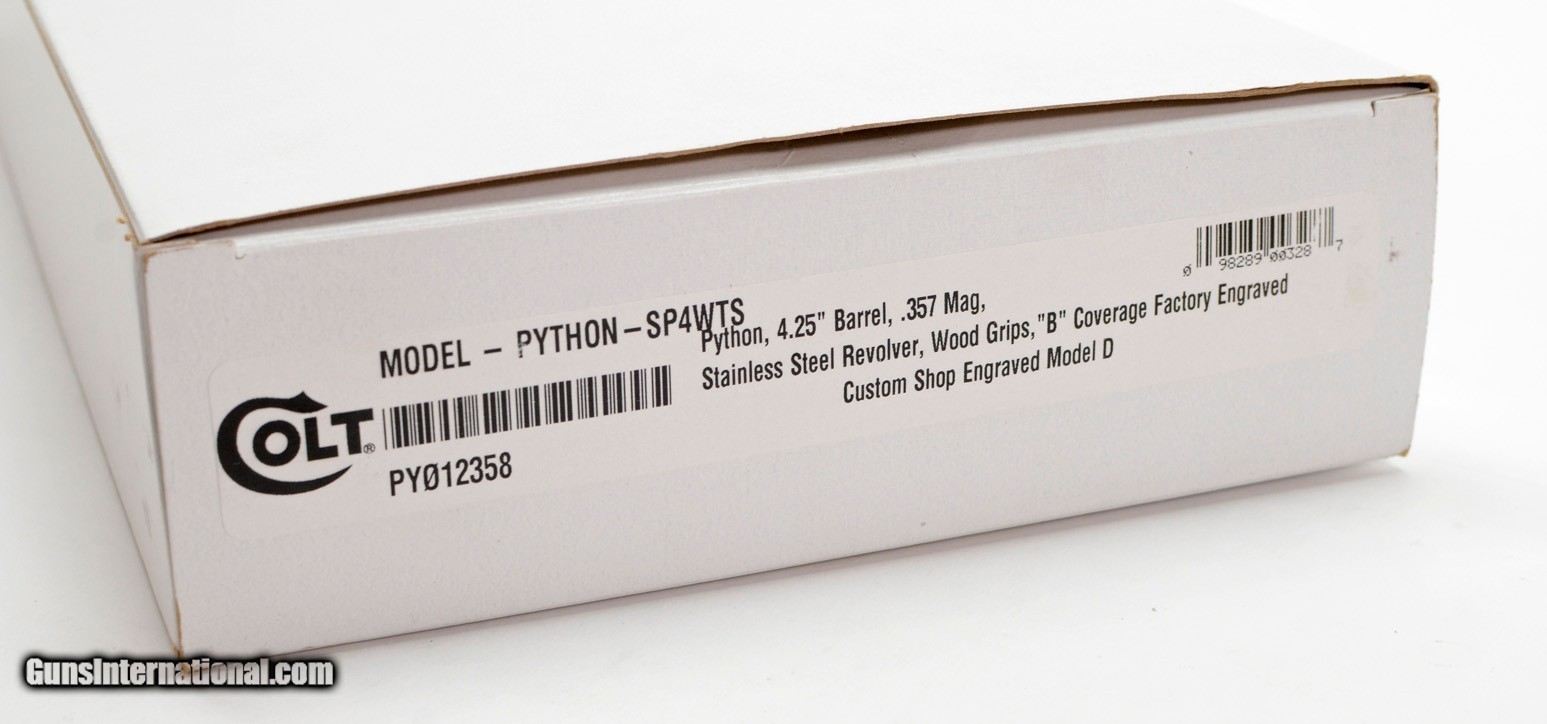 MODEL – PYTHON–SP4WTS
COLT®
PYØ12358
Python, 4.25" Barrel, .357 Mag,
Stainless Steel Revolver, Wood Grips,"B" Coverage Factory Engraved
Custom Shop Engraved Model D
Ø 98289 00328 7
GunsInternational.com